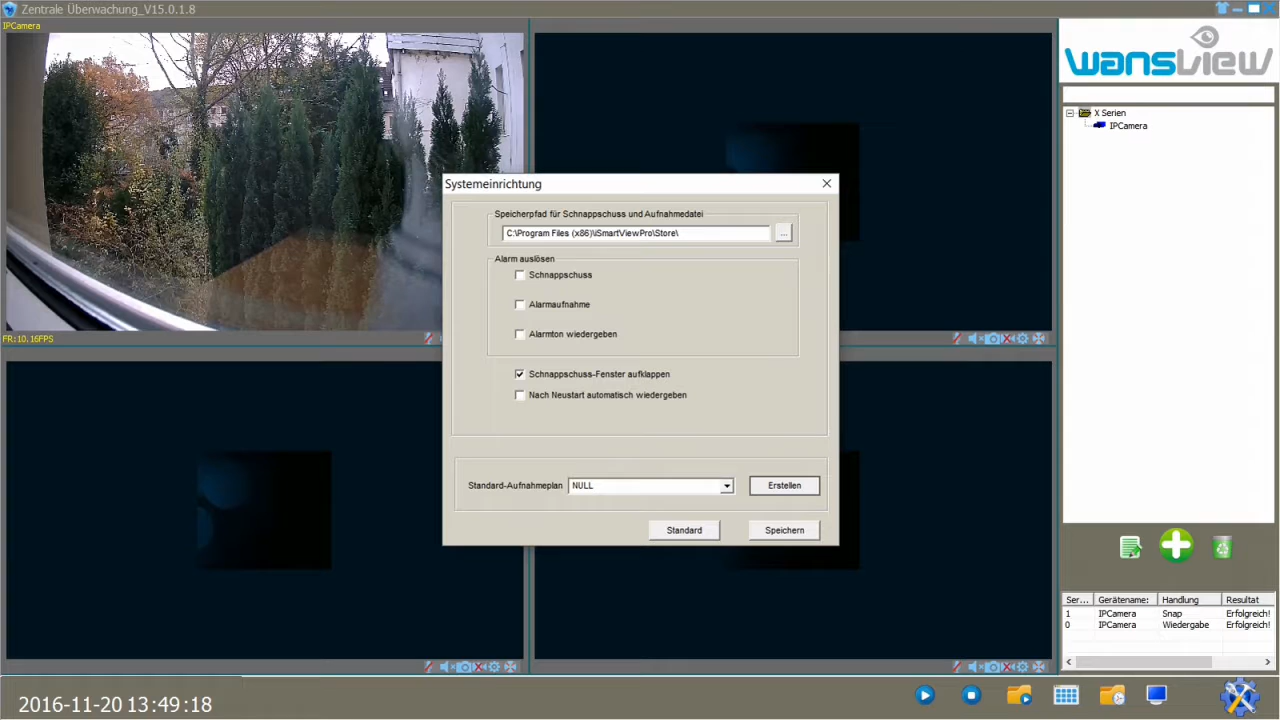 Zentrale Überwachung_V15.0.1.8
IPCamera
wansview
X Serien
IPCamera
Systemeinrichtung
Speicherpfad für Schnappschuss und Aufnahmedatei
C:\Program Files (x86)\iSmartViewPro\Store\
...
Alarm auslösen
Schnappschuss
Alarmaufnahme
Alarmton wiedergeben
Schnappschuss-Fenster aufklappen
Nach Neustart automatisch wiedergeben
Standard-Aufnahmeplan NULL Erstellen
Standard Speichern
FR:10.16FPS
Ser... Gerätename: Handlung Resultat
1 IPCamera Snap Erfolgreich!
0 IPCamera Wiedergabe Erfolgreich!
2016-11-20 13:49:18